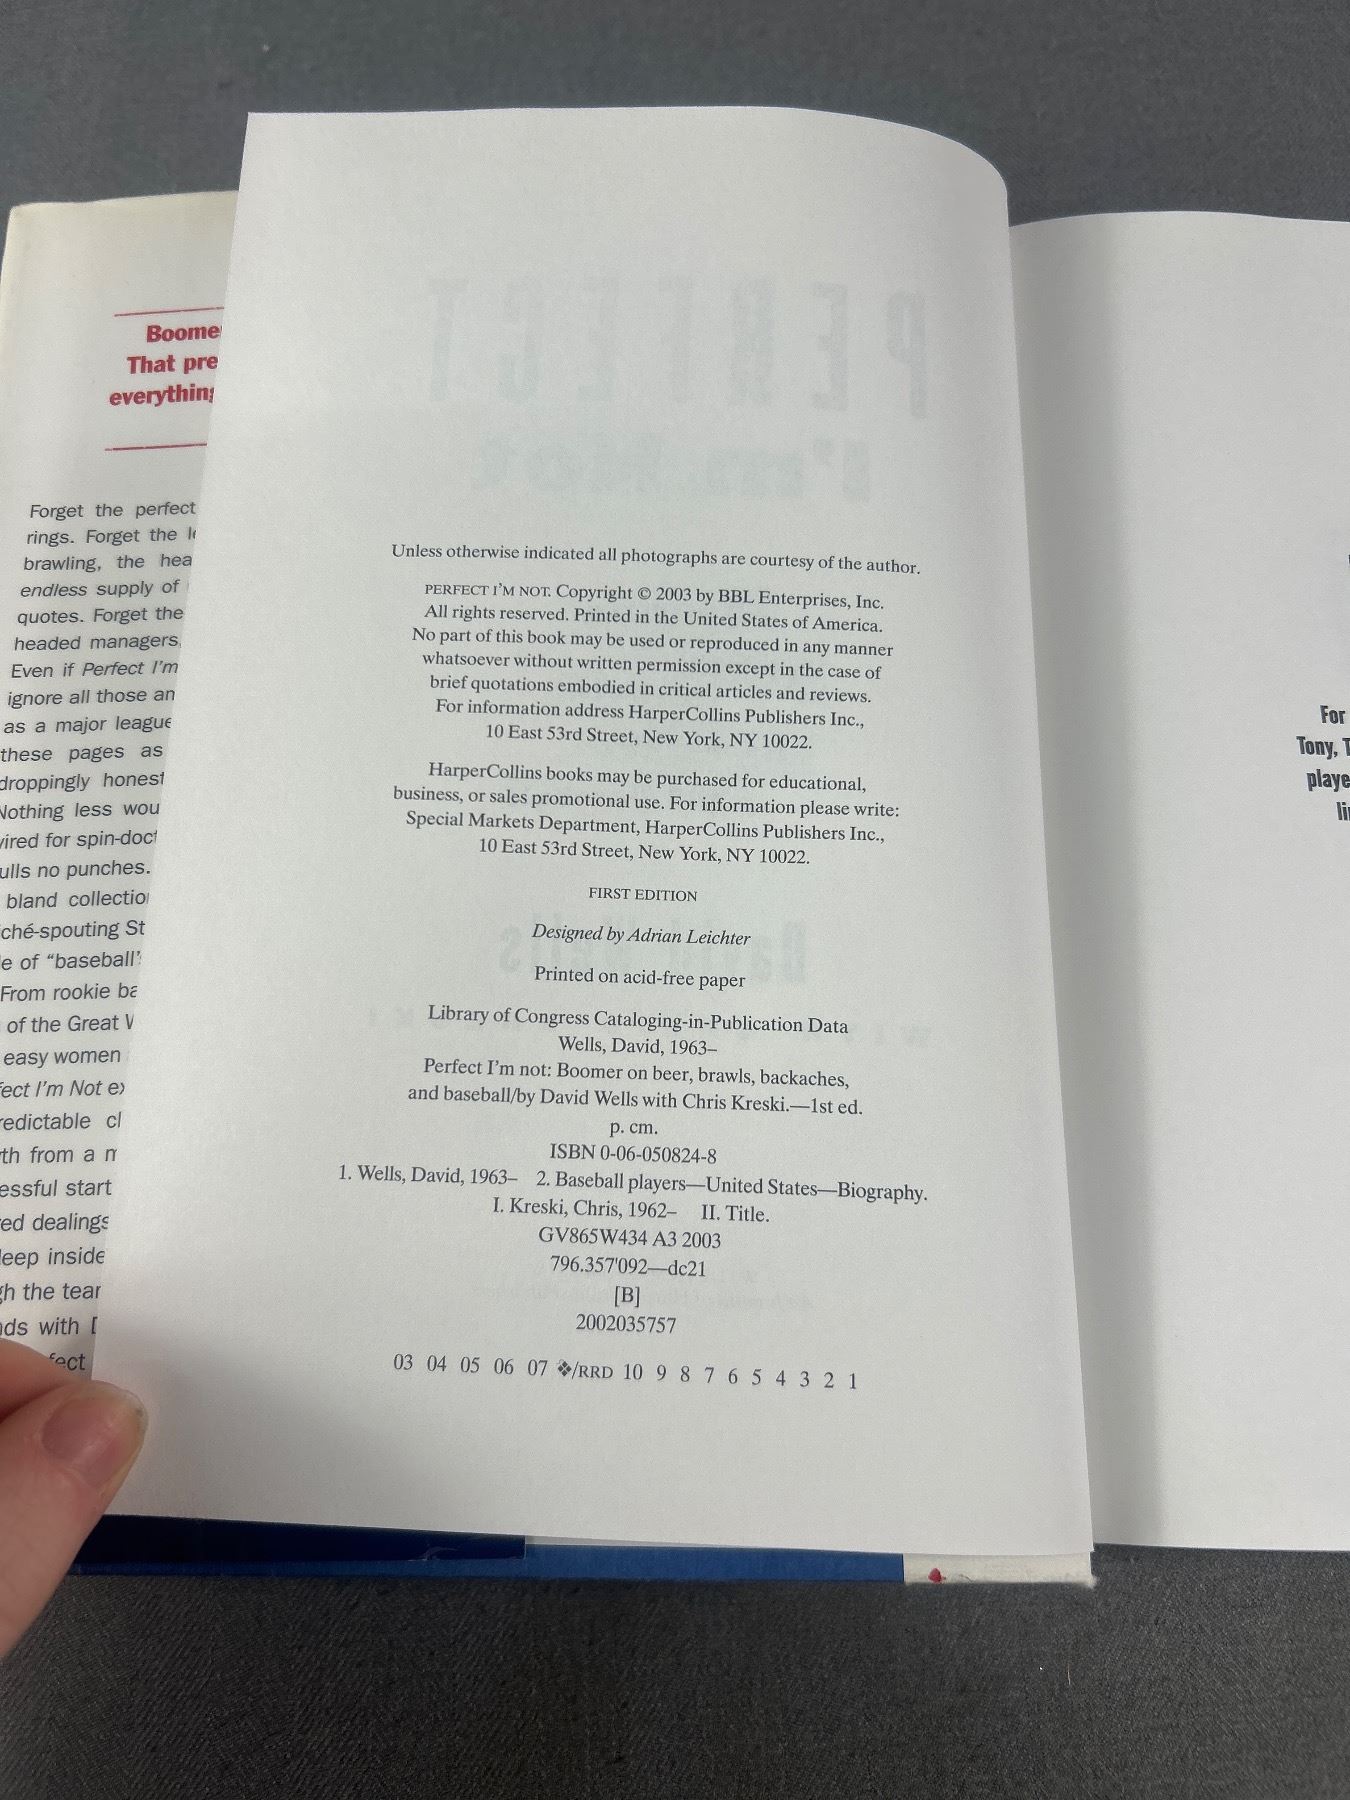 Boome
That pre
everything
Forget the perfect
rings. Forget the
brawling, the hea
endless supply of
quotes. Forget the
headed managers,
Even if Perfect I'm
ignore all those an
as a major league
these pages as
droppingly honest
Nothing less wou
wired for spin-doct
ulls no punches.
bland collectio
ché-spouting St
le of "baseball's
From rookie ba
of the Great W
easy women
fect I'm Not ex
redictable cl
th from a m
essful start
ed dealings
deep inside
gh the tear
ds with D
fect
PERFECT
I'm Not
David Wells
Unless otherwise indicated all photographs are courtesy of the author.
PERFECT I'M NOT. Copyright © 2003 by BBL Enterprises, Inc.
All rights reserved. Printed in the United States of America.
No part of this book may be used or reproduced in any manner
whatsoever without written permission except in the case of
brief quotations embodied in critical articles and reviews.
For information address HarperCollins Publishers Inc.,
10 East 53rd Street, New York, NY 10022.
HarperCollins books may be purchased for educational,
business, or sales promotional use. For information please write:
Special Markets Department, HarperCollins Publishers Inc.,
10 East 53rd Street, New York, NY 10022.
FIRST EDITION
Designed by Adrian Leichter
Printed on acid-free paper
Library of Congress Cataloging-in-Publication Data
Wells, David, 1963–
Perfect I'm not: Boomer on beer, brawls, backaches,
and baseball/by David Wells with Chris Kreski.—1st ed.
p. cm.
ISBN 0-06-050824-8
1. Wells, David, 1963– 2. Baseball players—United States—Biography.
I. Kreski, Chris, 1962– II. Title.
GV865W434 A3 2003
796.357'092—dc21
[B]
2002035757
03 04 05 06 07 ❖/RRD 10 9 8 7 6 5 4 3 2 1
For
Tony, T
playe
li